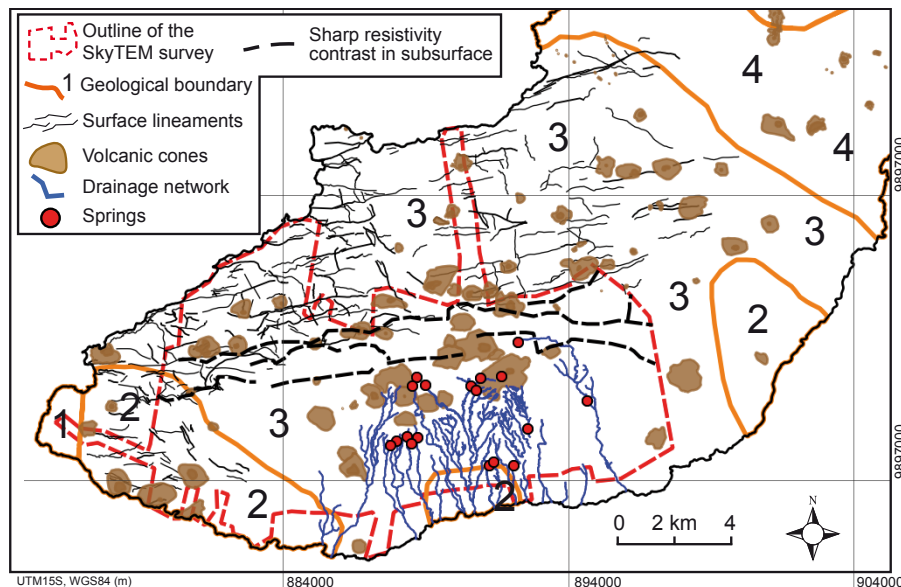 Outline of the
SkyTEM survey
Sharp resistivity
contrast in subsurface
1 Geological boundary
Surface lineaments
Volcanic cones
Drainage network
Springs
4
3
4
9897000
3
3
3
2
2
1
3
2
2
9897000
N
0 2 km 4
UTM15S, WGS84 (m)
884000
894000
904000